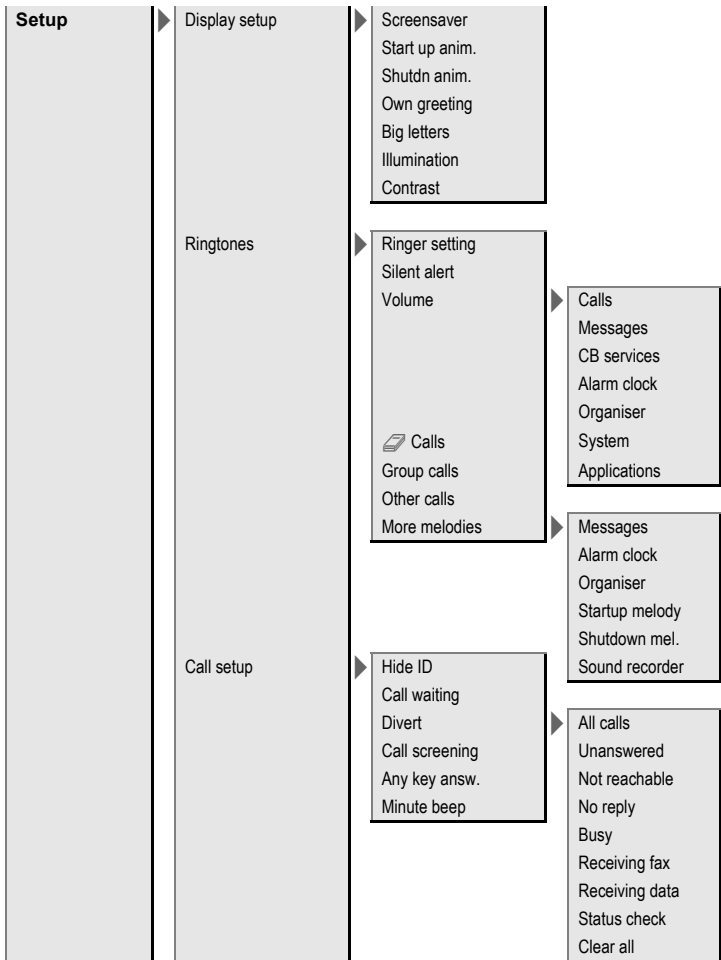 Setup
Display setup
Screensaver
Start up anim.
Shutdn anim.
Own greeting
Big letters
Illumination
Contrast
Ringtones
Ringer setting
Silent alert
Volume
Calls
Messages
CB services
Alarm clock
Organiser
System
Applications
Calls
Group calls
Other calls
More melodies
Messages
Alarm clock
Organiser
Startup melody
Shutdown mel.
Sound recorder
Call setup
Hide ID
Call waiting
Divert
All calls
Unanswered
Not reachable
No reply
Busy
Receiving fax
Receiving data
Status check
Clear all
Call screening
Any key answ.
Minute beep